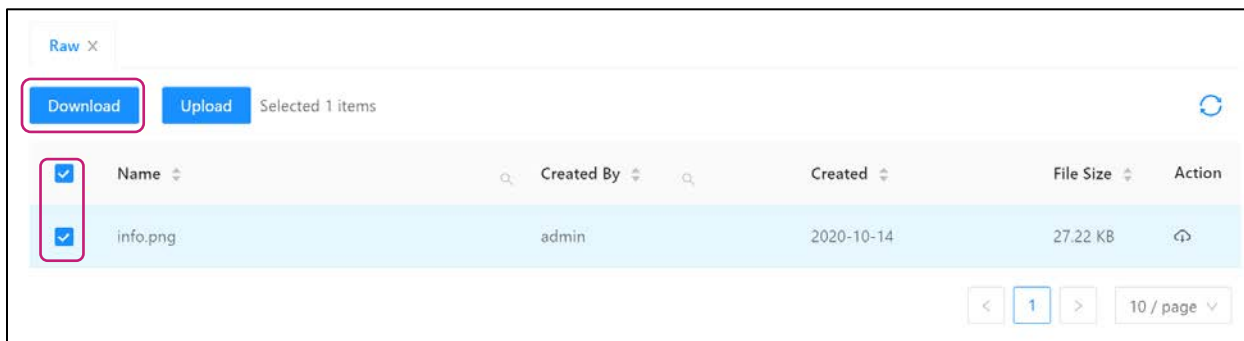 Raw
Download Upload Selected 1 items
Name Created By Created File Size Action
info.png admin 2020-10-14 27.22 KB
< 1 > 10 / page